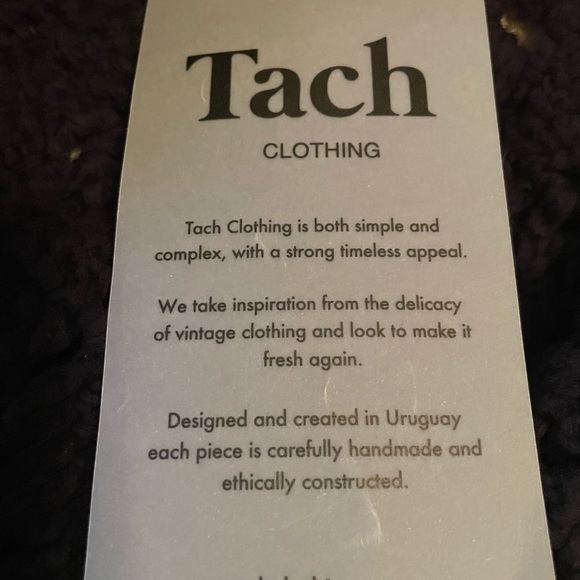 Tach
CLOTHING
Tach Clothing is both simple and
complex, with a strong timeless appeal.
We take inspiration from the delicacy
of vintage clothing and look to make it
fresh again.
Designed and created in Uruguay
each piece is carefully handmade and
ethically constructed.